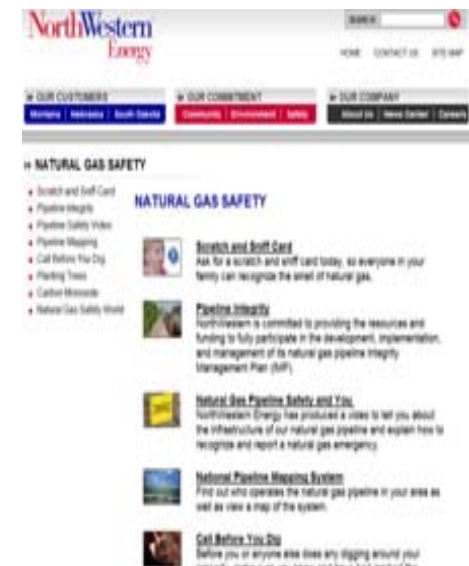 NorthWestern
Energy
SEARCH
HOME CONTACT US SITE MAP
» OUR CUSTOMERS
Montana | Nebraska | South Dakota
» OUR COMMITMENT
Community | Environment | Safety
» OUR COMPANY
About Us | News Center | Careers
» NATURAL GAS SAFETY
Scratch and Sniff Card
Pipeline Integrity
Pipeline Safety Video
Pipeline Mapping
Call Before You Dig
Planting Trees
Carbon Monoxide
Natural Gas Safety World
NATURAL GAS SAFETY
Scratch and Sniff Card
Ask for a scratch and sniff card today, so everyone in your
family can recognize the smell of natural gas.
Pipeline Integrity
NorthWestern is committed to providing the resources and
funding to fully participate in the development, implementation,
and management of its natural gas pipeline Integrity
Management Plan (IMP).
Natural Gas Pipeline Safety and You
NorthWestern Energy has produced a video to tell you about
the infrastructure of our natural gas pipeline and explain how to
recognize and report a natural gas emergency.
National Pipeline Mapping System
Find out who operates the natural gas pipeline in your area as
well as view a map of the system.
Call Before You Dig
Before you or anyone else does any digging around your